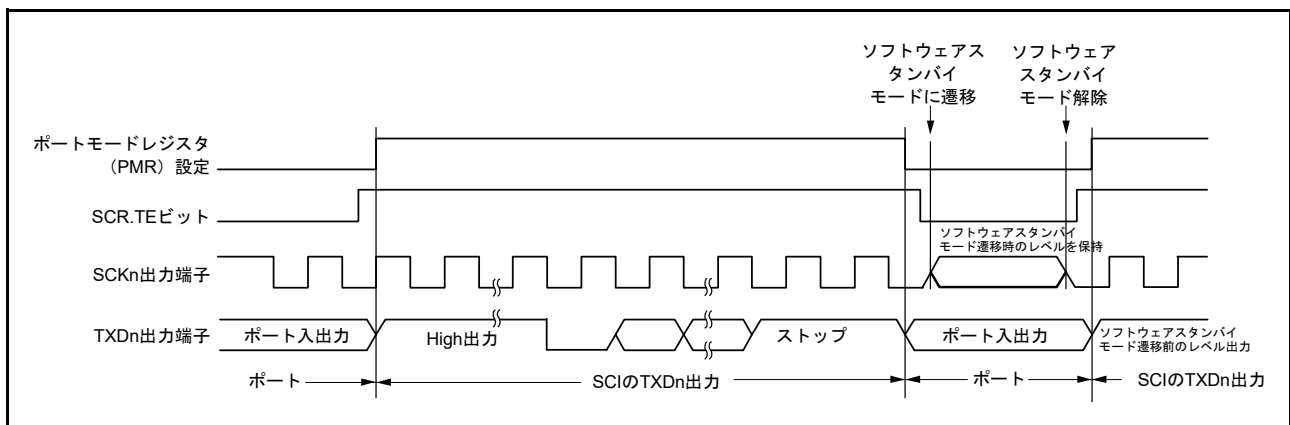 ソフトウェアス
タンバイ
モードに遷移
ソフトウェア
スタンバイ
モード解除
ポートモードレジスタ
（PMR）設定
SCR.TEビット
ソフトウェアスタンバイ
モード遷移時のレベルを保持
SCKn出力端子
TXDn出力端子
ポート入出力
High出力
ストップ
ポート入出力
ソフトウェアスタンバイ
モード遷移前のレベル出力
ポート
SCIのTXDn出力
ポート
SCIのTXDn出力